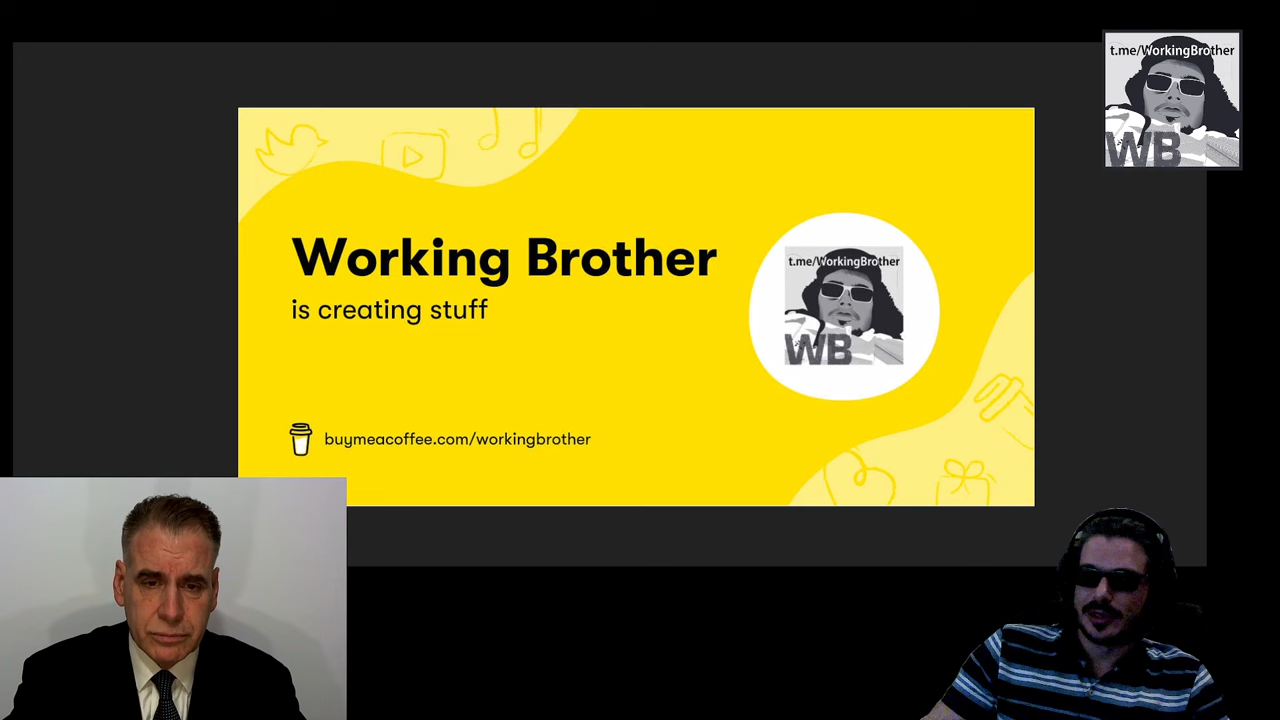 t.me/WorkingBrother
WB
Working Brother
is creating stuff
t.me/WorkingBrother
WB
buymeacoffee.com/workingbrother